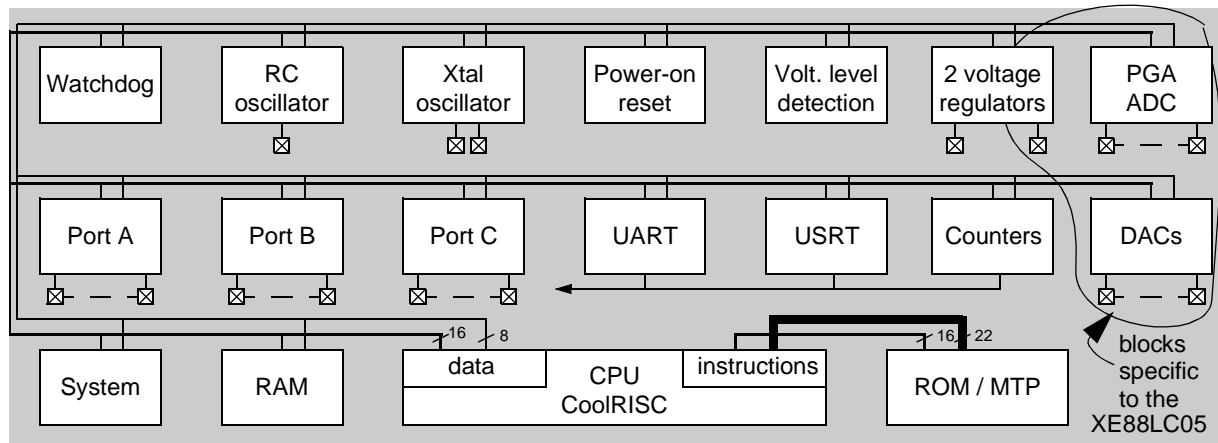 Watchdog
RC
oscillator
Xtal
oscillator
Power-on
reset
Volt. level
detection
2 voltage
regulators
PGA
ADC
Port A
Port B
Port C
UART
USRT
Counters
DACs
16
8
16
22
System
RAM
data
CPU
CoolRISC
instructions
ROM / MTP
blocks
specific
to the
XE88LC05